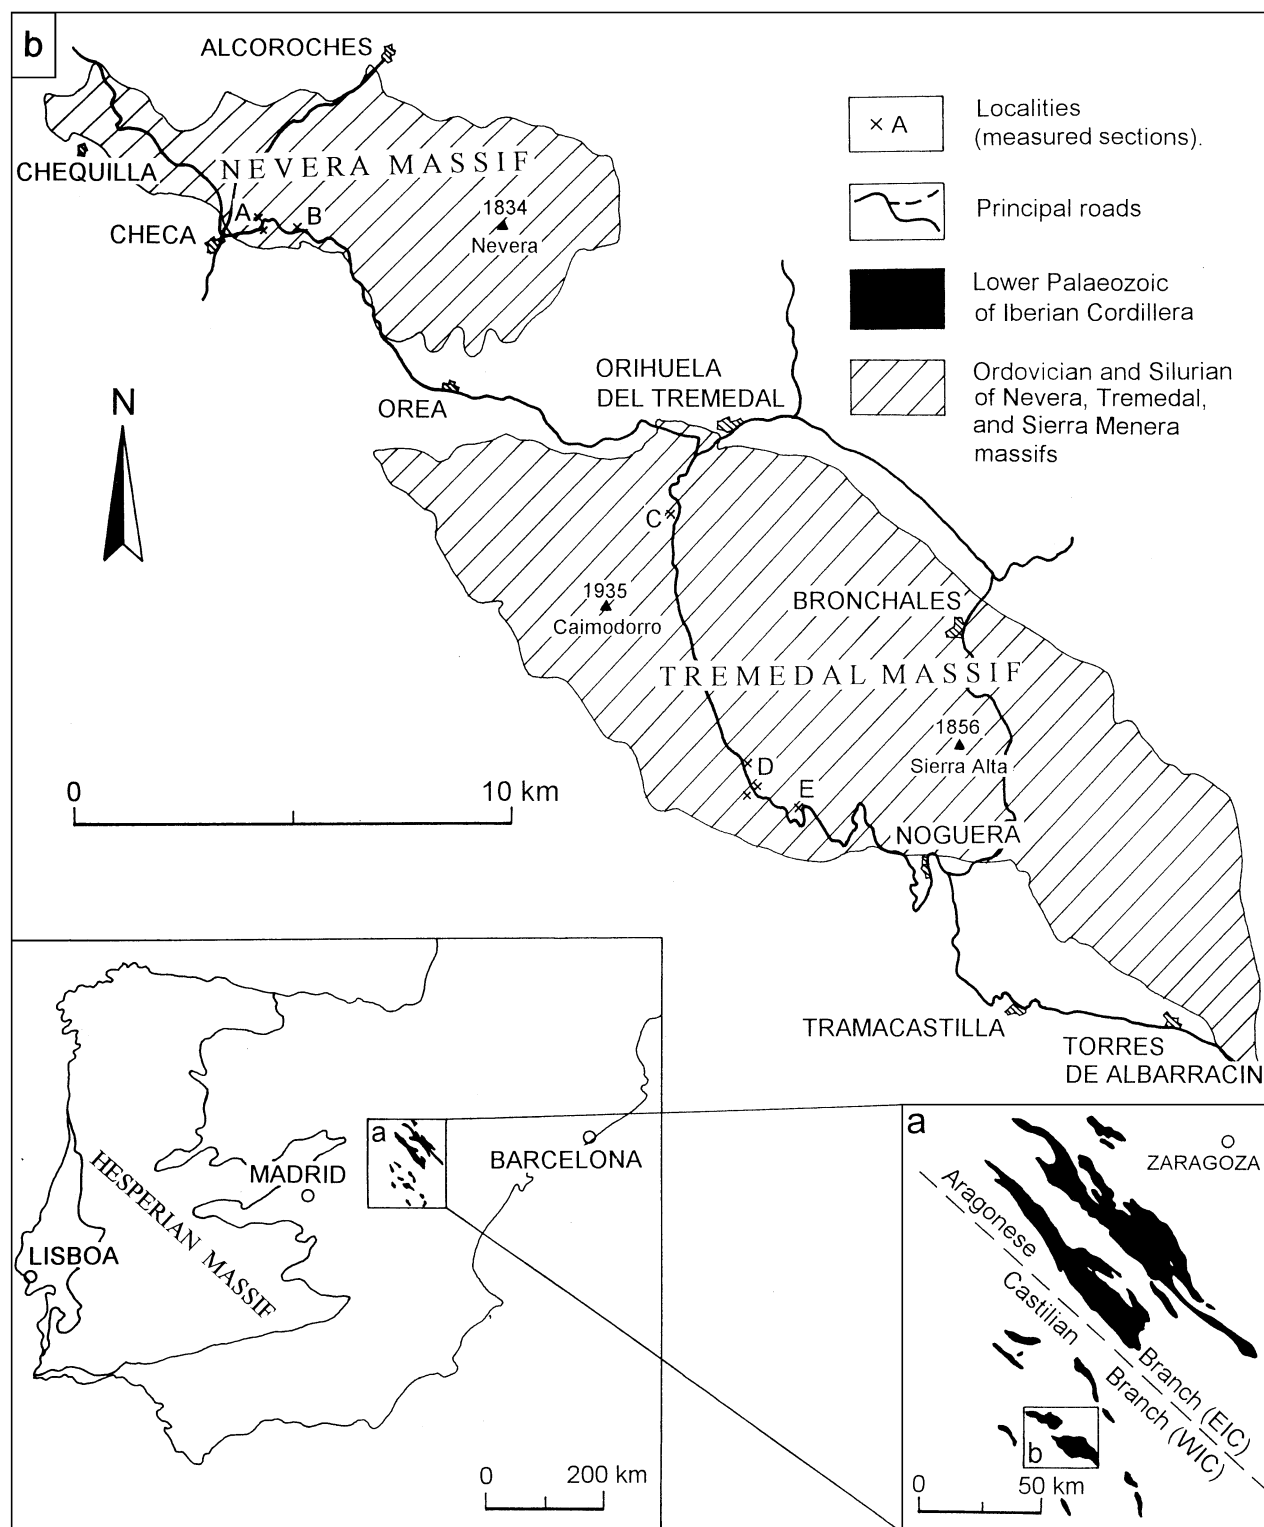 b
ALCOROCHES
CHEQUILLA
NEVERA MASSIF
CHECA
A
B
1834
Nevera
× A
Localities
(measured sections).
Principal roads
Lower Palaeozoic
of Iberian Cordillera
Ordovician and Silurian
of Nevera, Tremedal,
and Sierra Menera
massifs
N
OREA
ORIHUELA
DEL TREMEDAL
C
1935
Caimodorro
BRONCHALES
TREMEDAL MASSIF
1856
Sierra Alta
D
E
NOGUERA
0
10 km
TRAMACASTILLA
TORRES
DE ALBARRACIN
HESPERIAN MASSIF
MADRID
LISBOA
a
BARCELONA
0
200 km
a
ZARAGOZA
Aragonese
Branch (EIC)
Castilian
Branch (WIC)
b
0
50 km